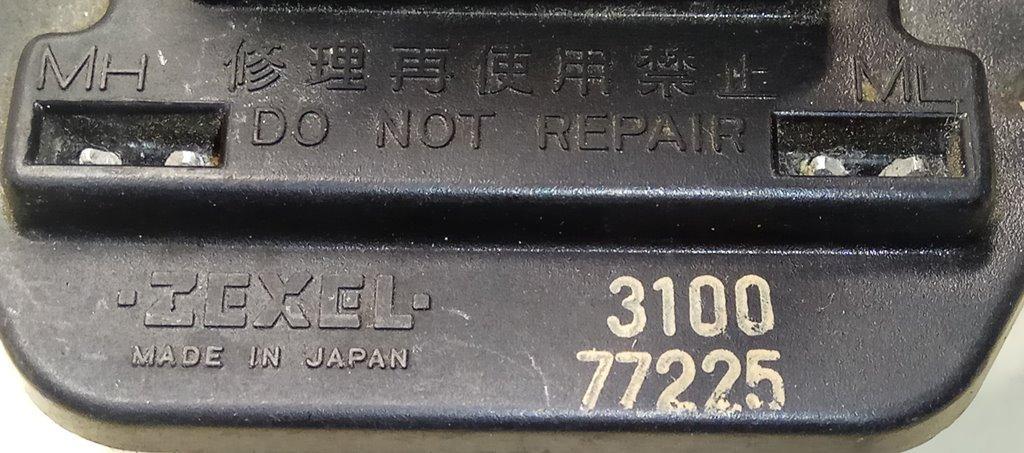 MH 修理再使用禁止 ML
DO NOT REPAIR
·ZEXEL·
MADE IN JAPAN
3100
77225